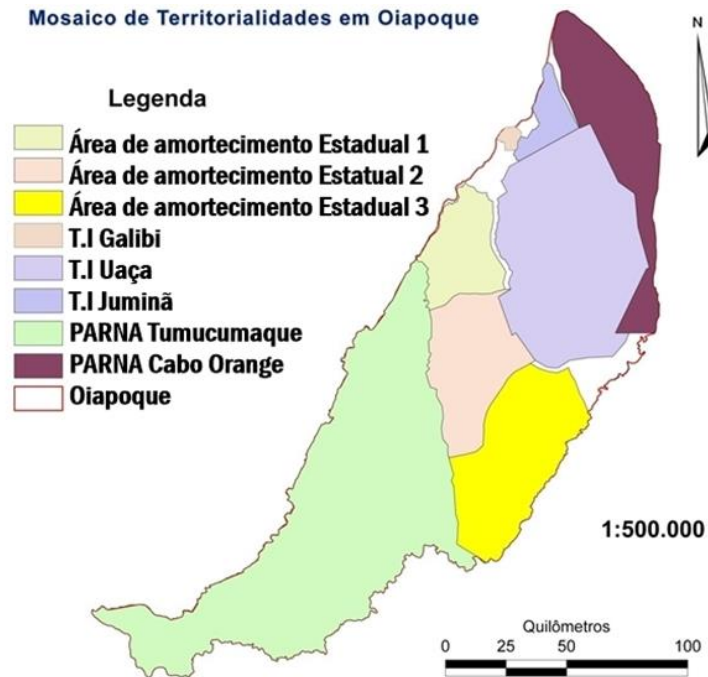 Mosaico de Territorialidades em Oiapoque
N
Legenda
Área de amortecimento Estadual 1
Área de amortecimento Estatual 2
Área de amortecimento Estadual 3
T.I Galibi
T.I Uaça
T.I Juminã
PARNA Tumucumaque
PARNA Cabo Orange
Oiapoque
1:500.000
Quilômetros
0 25 50 100